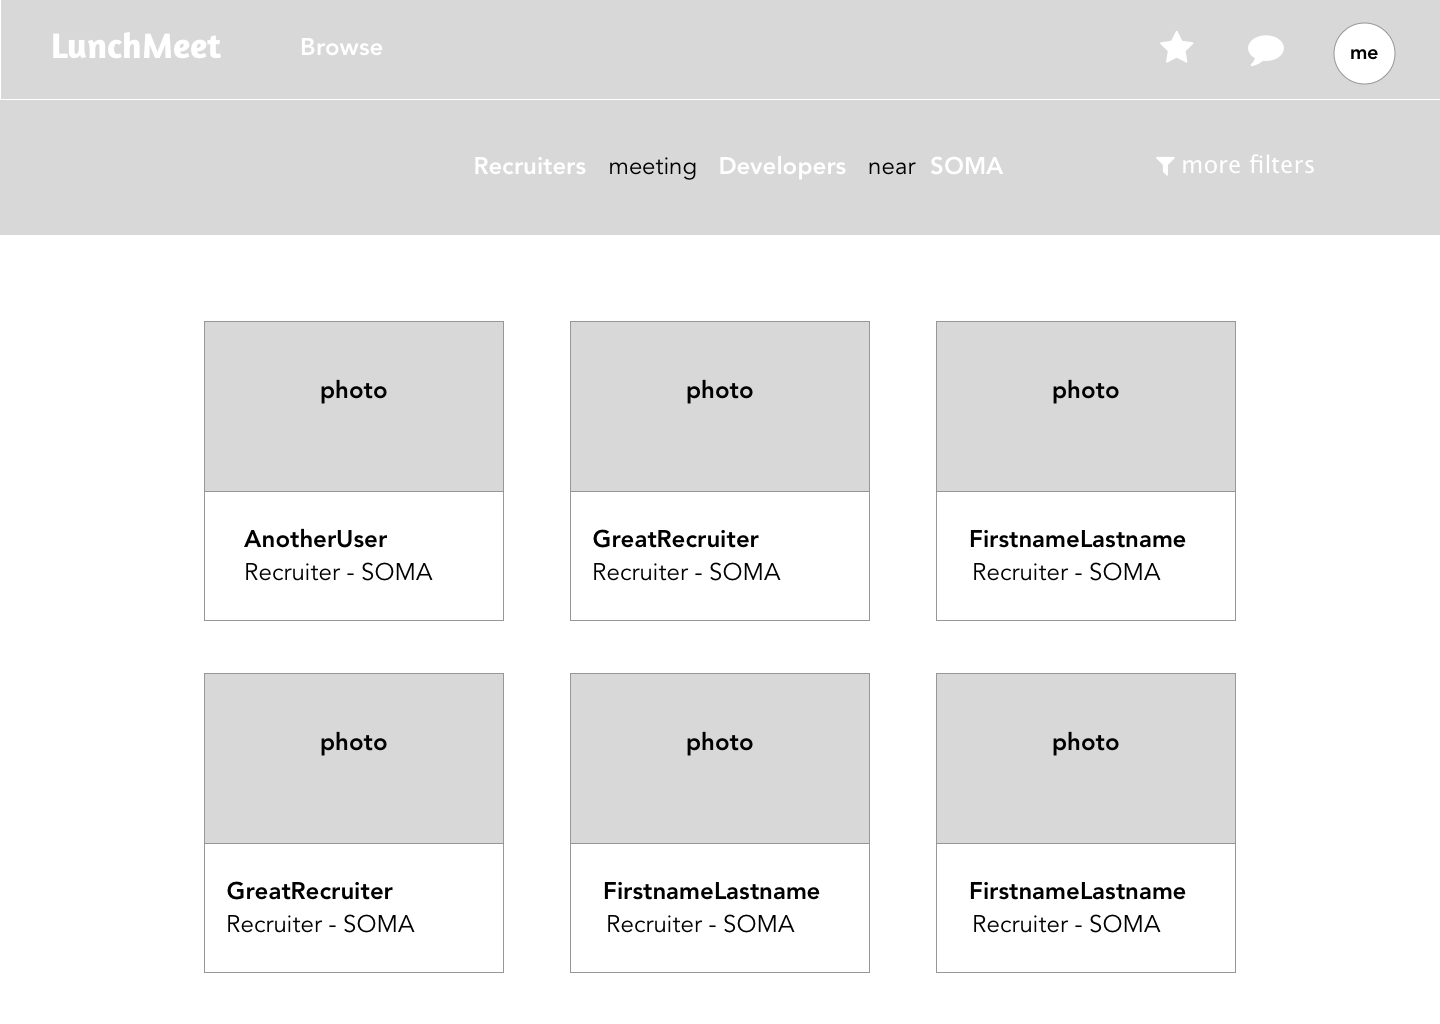 LunchMeet Browse me
Recruiters meeting Developers near SOMA more filters
photo photo photo
AnotherUser GreatRecruiter FirstnameLastname
Recruiter - SOMA Recruiter - SOMA Recruiter - SOMA
photo photo photo
GreatRecruiter FirstnameLastname FirstnameLastname
Recruiter - SOMA Recruiter - SOMA Recruiter - SOMA